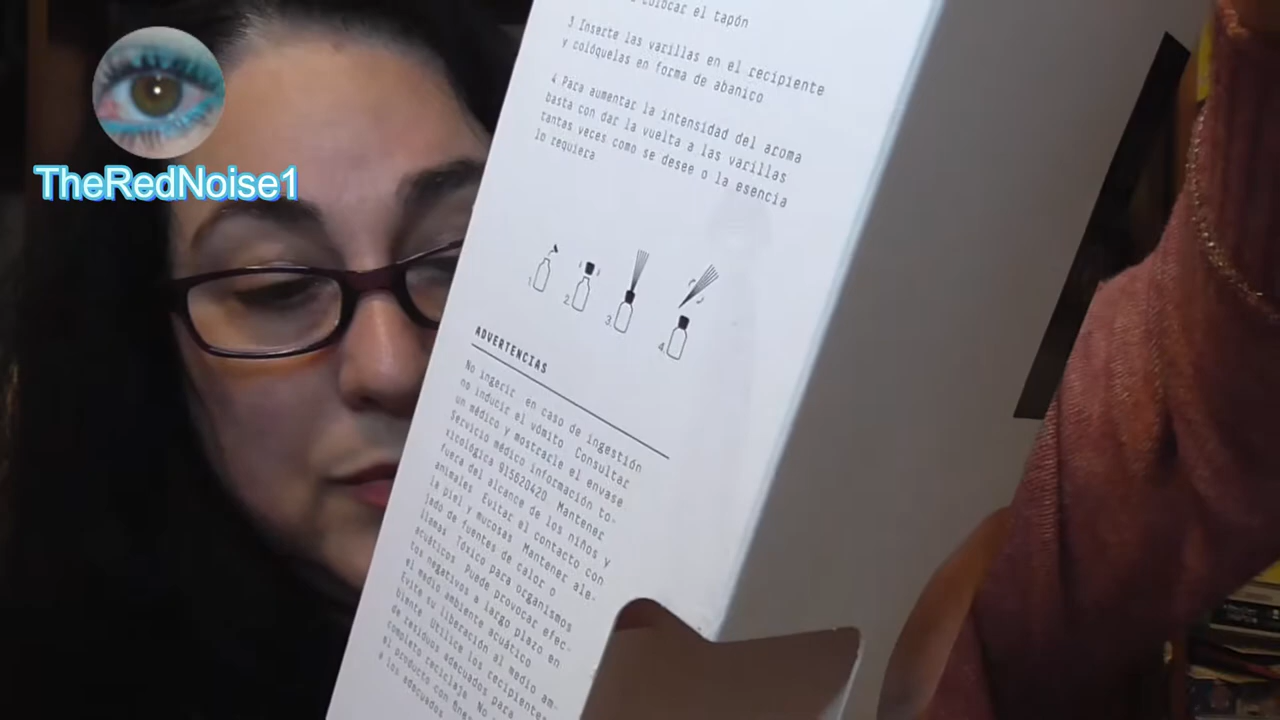 TheRedNoise1
colocar el tapón
3 Inserte las varillas en el recipiente
y colóquelas en forma de abanico
4 Para aumentar la intensidad del aroma
basta con dar la vuelta a las varillas
tantas veces como se desee o la esencia
lo requiera
1
2
3
4
ADVERTENCIAS
No ingerir en caso de ingestión
no inducir el vómito Consultar
un médico y mostrarle el envase
Servicio médico información to-
xicológica 915620420 Mantener
fuera del alcance de los niños y
animales Evitar el contacto con
la piel y mucosas Mantener ale-
jado de fuentes de calor o
llamas Tóxico para organismos
acuáticos Puede provocar efec-
tos negativos a largo plazo en
el medio ambiente acuático
Evite su liberación al medio am-
biente Utilice los recipientes
de residuos adecuados para
completo reciclaje No
el producto con fines
a los adecuados